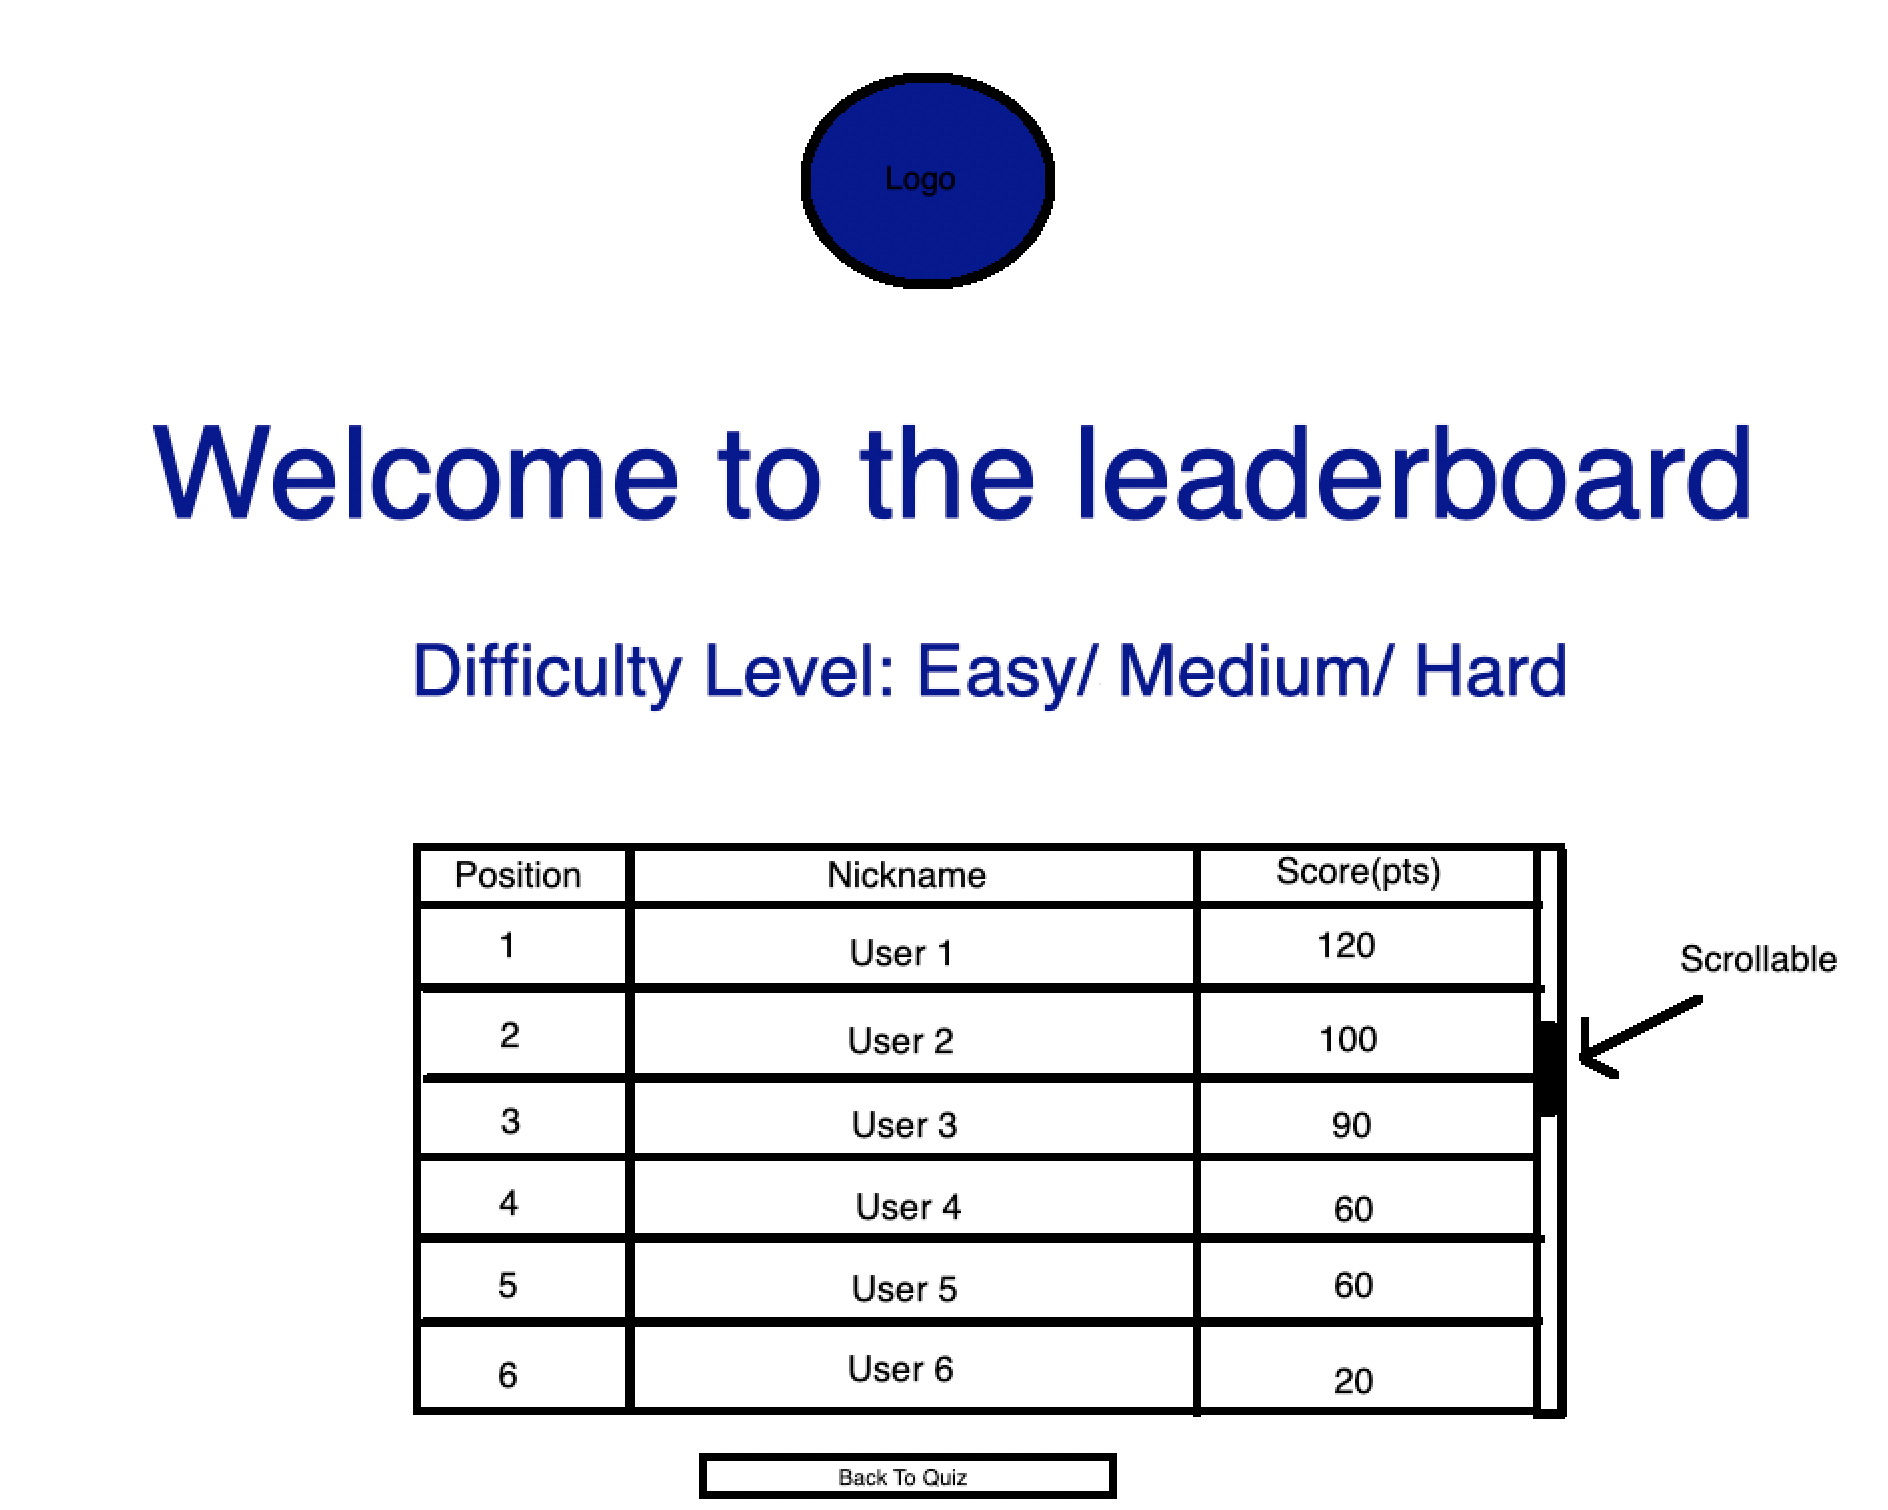 Logo
Welcome to the leaderboard
Difficulty Level: Easy/ Medium/ Hard
Position Nickname Score(pts)
1 User 1 120
Scrollable
2 User 2 100
3 User 3 90
4 User 4 60
5 User 5 60
6 User 6 20
Back To Quiz